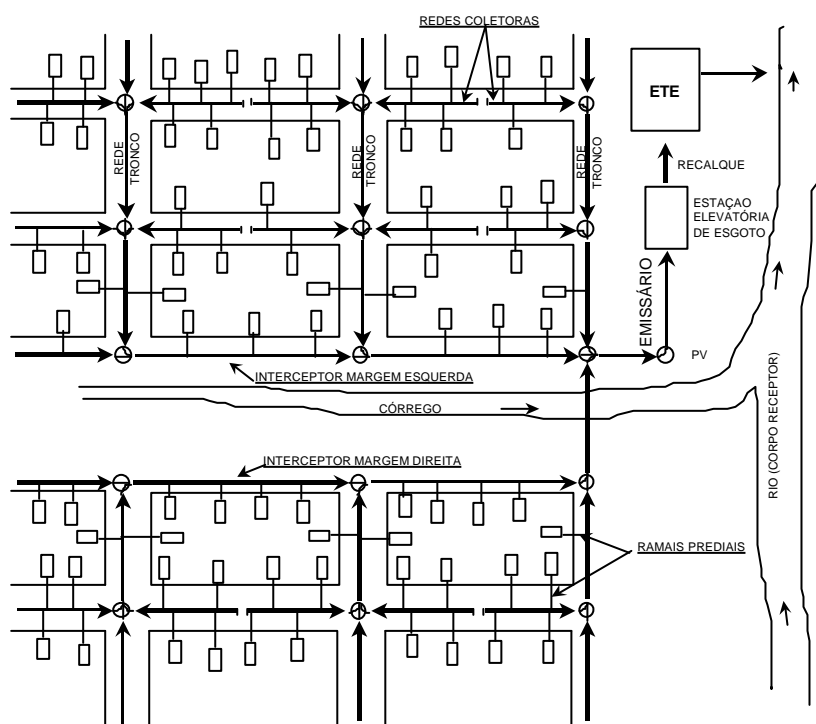 REDES COLETORAS
ETE
REDE
TRONCO
REDE
TRONCO
REDE
TRONCO
RECALQUE
ESTAÇAO
ELEVATÓRIA
DE ESGOTO
EMISSÁRIO
PV
INTERCEPTOR MARGEM ESQUERDA
CÓRREGO
RIO (CORPO RECEPTOR)
INTERCEPTOR MARGEM DIREITA
RAMAIS PREDIAIS